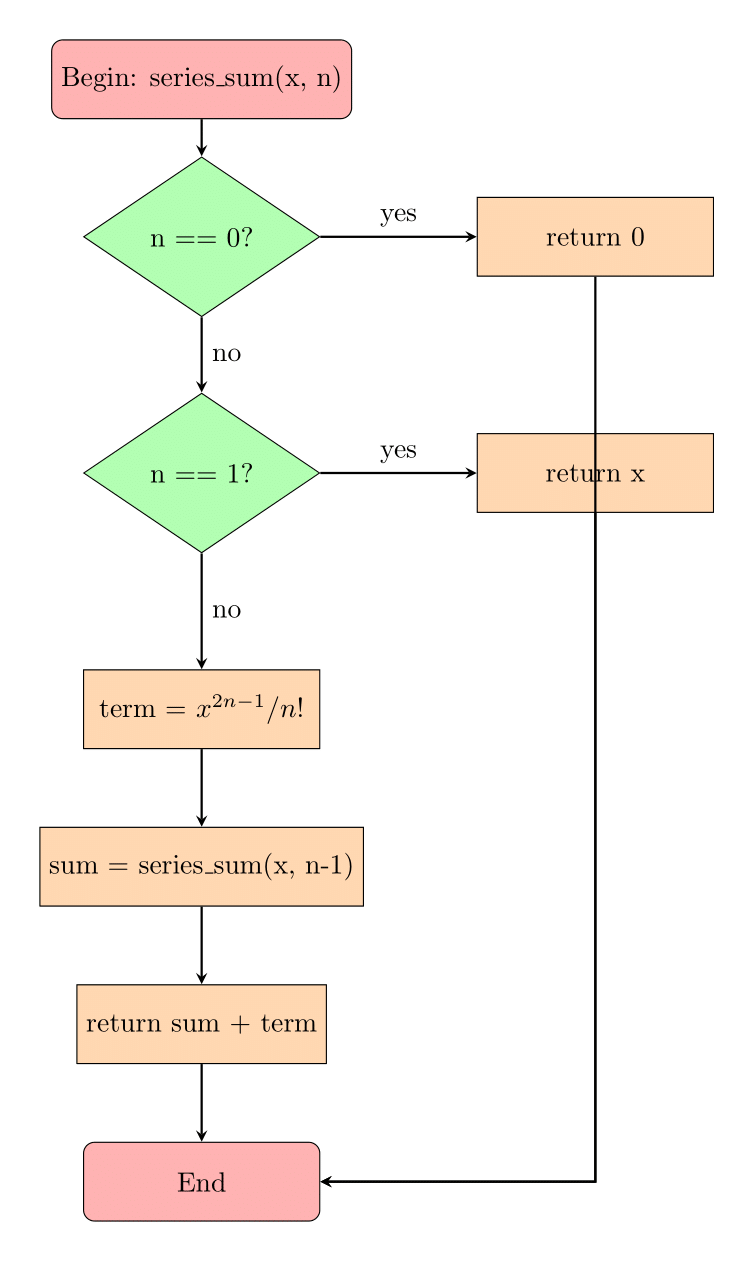 Begin: series_sum(x, n)
n == 0?
yes
return 0
no
n == 1?
yes
return x
no
term = x^{2n−1}/n!
sum = series_sum(x, n-1)
return sum + term
End